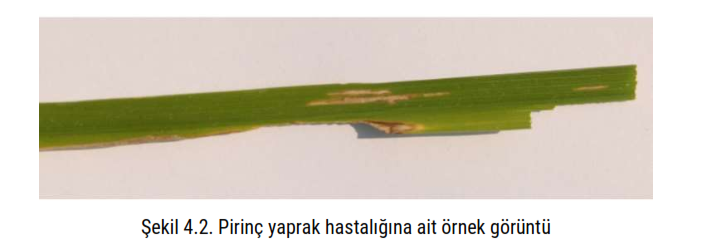 Şekil 4.2. Pirinç yaprak hastalığına ait örnek görüntü